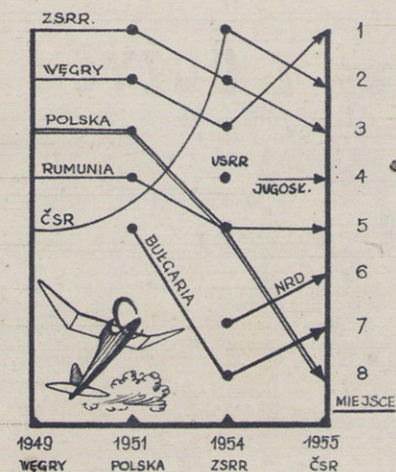 ZSRR.
1
WĘGRY
2
POLSKA
3
USRR
RUMUNIA
4
JUGOSŁ.
ČSR
5
BUŁGARIA
NRD
6
7
8
MIEJSCE
1949 1951 1954 1955
WĘGRY POLSKA ZSRR ČSR